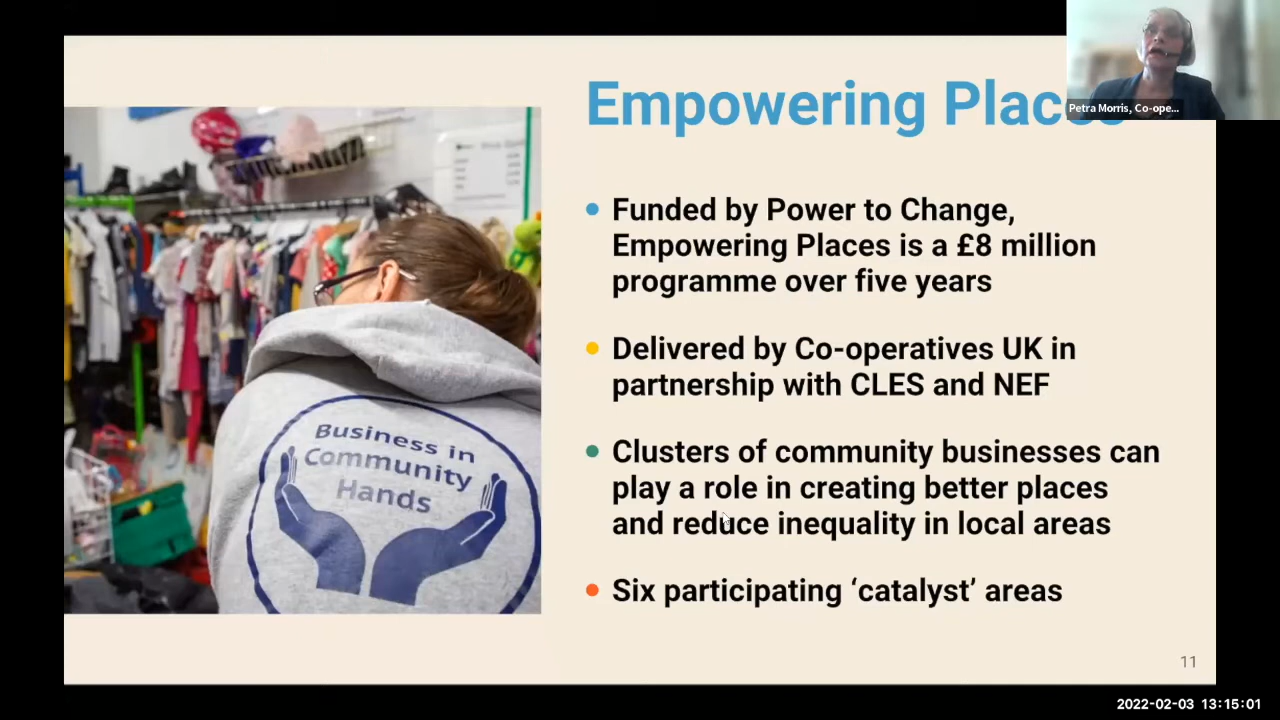 Empowering Places
Petra Morris, Co-ope...
Funded by Power to Change,
Empowering Places is a £8 million
programme over five years
Delivered by Co-operatives UK in
partnership with CLES and NEF
Clusters of community businesses can
play a role in creating better places
and reduce inequality in local areas
Six participating ‘catalyst’ areas
Business in
Community
Hands
11
2022-02-03 13:15:01